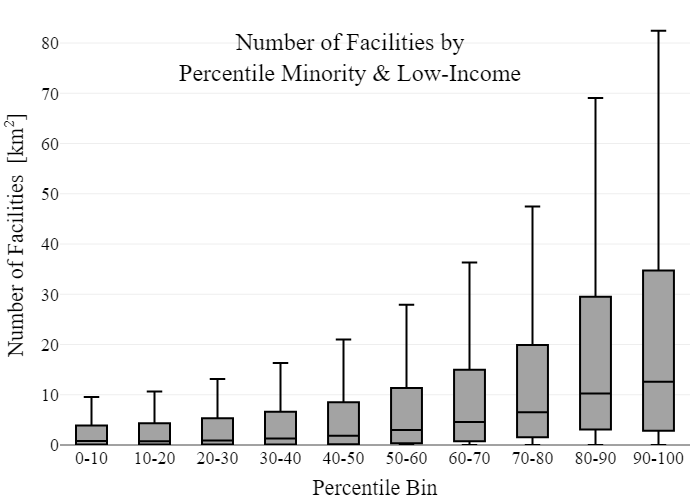 Number of Facilities by
Percentile Minority & Low-Income
Number of Facilities [km²]
80
70
60
50
40
30
20
10
0
0-10 10-20 20-30 30-40 40-50 50-60 60-70 70-80 80-90 90-100
Percentile Bin